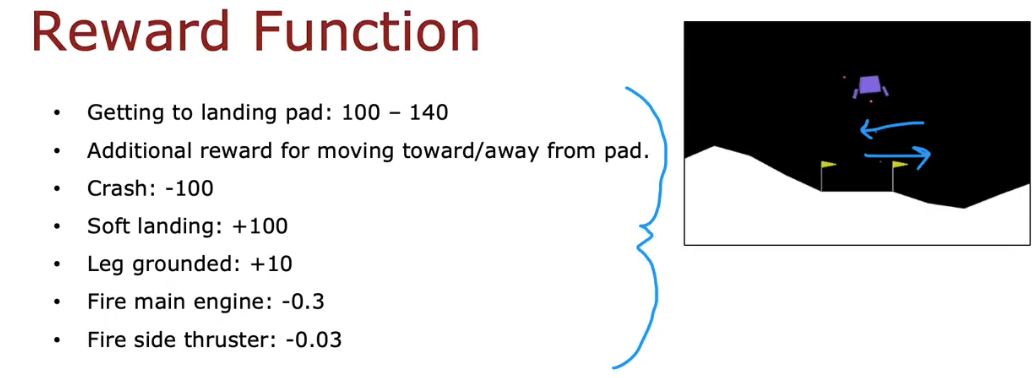 Reward Function
• Getting to landing pad: 100 – 140
• Additional reward for moving toward/away from pad.
• Crash: -100
• Soft landing: +100
• Leg grounded: +10
• Fire main engine: -0.3
• Fire side thruster: -0.03